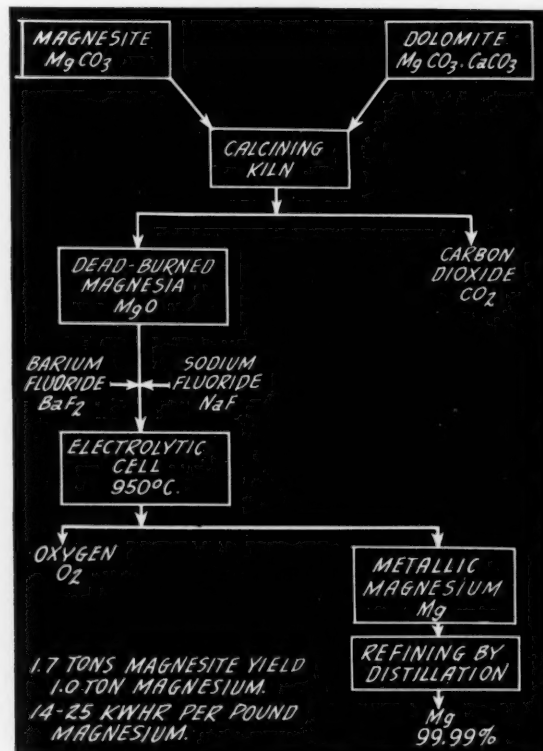 MAGNESITE
MgCO3
DOLOMITE
MgCO3.CaCO3
CALCINING
KILN
DEAD-BURNED
MAGNESIA
MgO
CARBON
DIOXIDE
CO2
BARIUM
FLUORIDE
BaF2
SODIUM
FLUORIDE
NaF
ELECTROLYTIC
CELL
950°C.
OXYGEN
O2
METALLIC
MAGNESIUM
Mg
REFINING BY
DISTILLATION
Mg
99.99%
1.7 TONS MAGNESITE YIELD
1.0 TON MAGNESIUM.
14-25 KWHR PER POUND
MAGNESIUM.